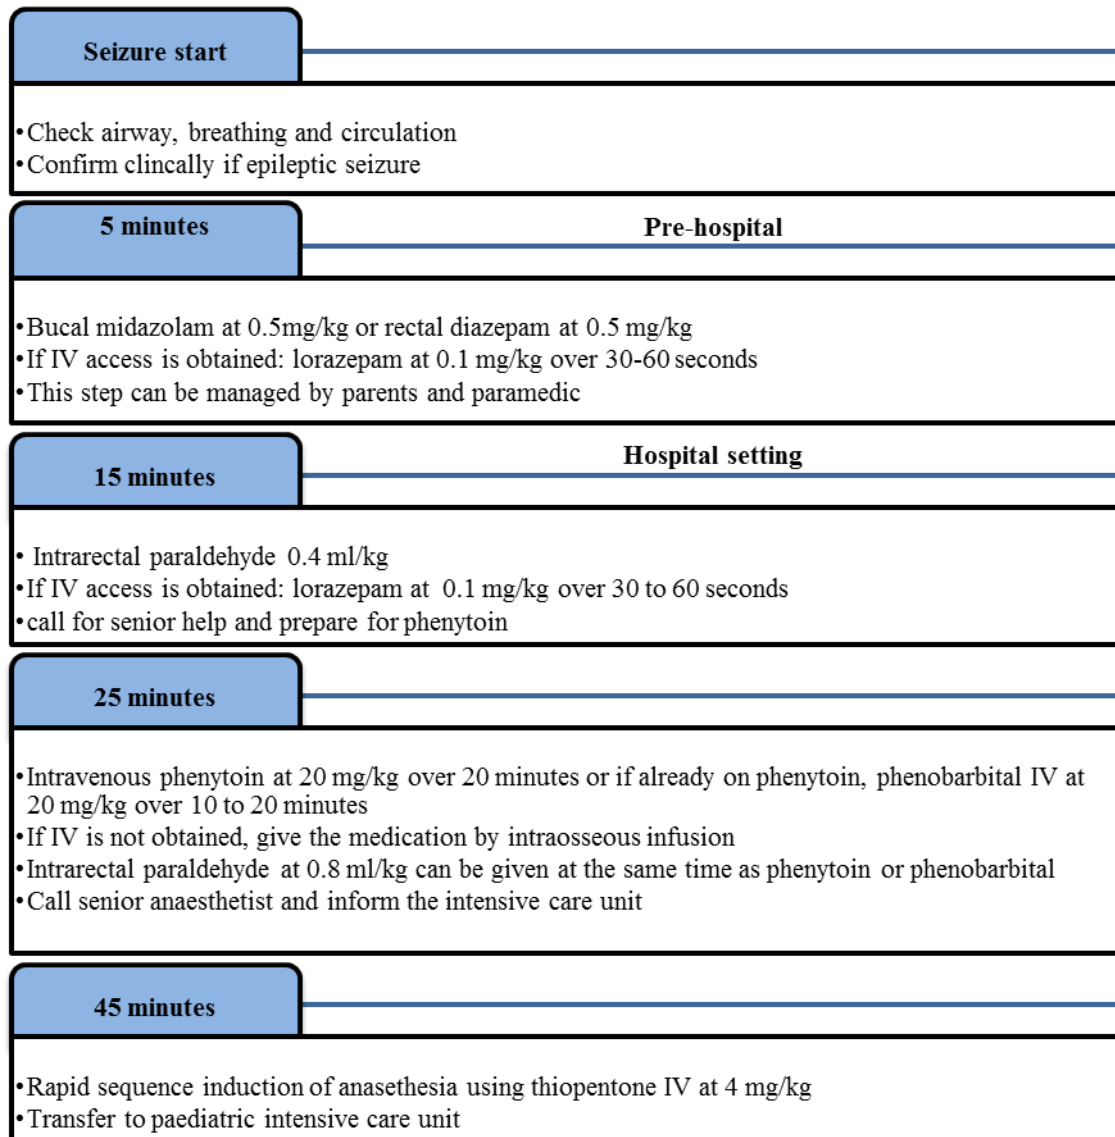 Seizure start
•Check airway, breathing and circulation
•Confirm clincally if epileptic seizure
5 minutes
Pre-hospital
•Bucal midazolam at 0.5mg/kg or rectal diazepam at 0.5 mg/kg
•If IV access is obtained: lorazepam at 0.1 mg/kg over 30-60 seconds
•This step can be managed by parents and paramedic
Hospital setting
15 minutes
• Intrarectal paraldehyde 0.4 ml/kg
•If IV access is obtained: lorazepam at 0.1 mg/kg over 30 to 60 seconds
•call for senior help and prepare for phenytoin
25 minutes
•Intravenous phenytoin at 20 mg/kg over 20 minutes or if already on phenytoin, phenobarbital IV at
20 mg/kg over 10 to 20 minutes
•If IV is not obtained, give the medication by intraosseous infusion
•Intrarectal paraldehyde at 0.8 ml/kg can be given at the same time as phenytoin or phenobarbital
•Call senior anaesthetist and inform the intensive care unit
45 minutes
•Rapid sequence induction of anasethesia using thiopentone IV at 4 mg/kg
•Transfer to paediatric intensive care unit